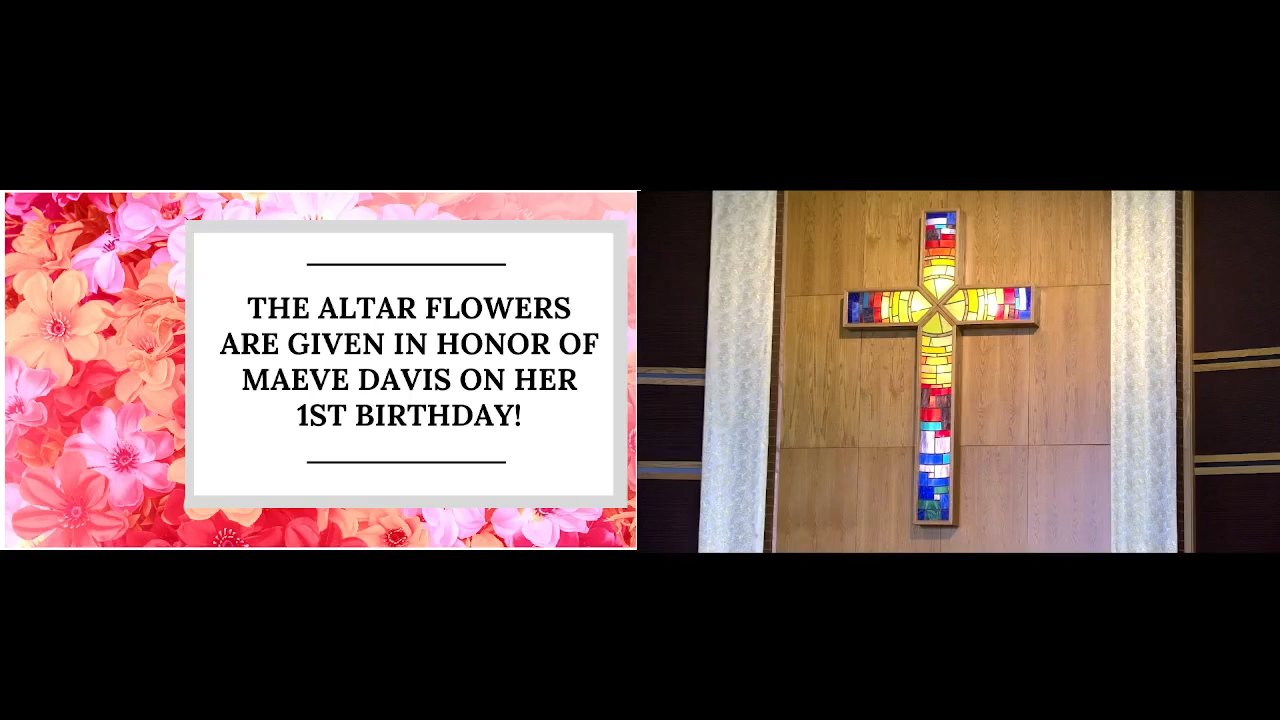 THE ALTAR FLOWERS
ARE GIVEN IN HONOR OF
MAEVE DAVIS ON HER
1ST BIRTHDAY!